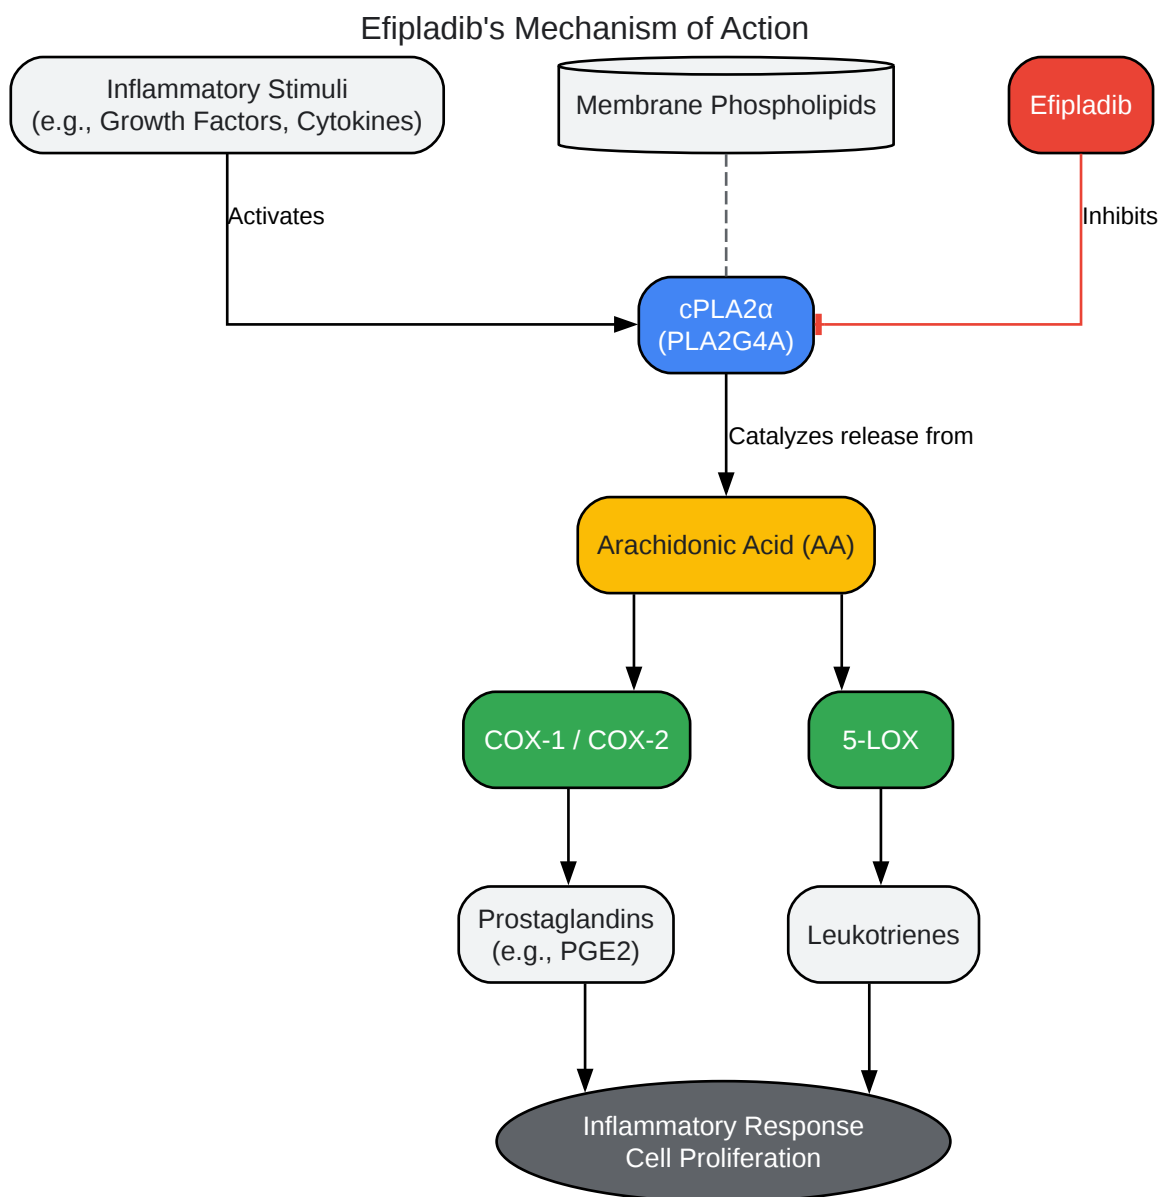 Efipladib's Mechanism of Action
Inflammatory Stimuli
(e.g., Growth Factors, Cytokines)
Membrane Phospholipids
Efipladib
Activates
Inhibits
cPLA2α
(PLA2G4A)
Catalyzes release from
Arachidonic Acid (AA)
COX-1 / COX-2
5-LOX
Prostaglandins
(e.g., PGE2)
Leukotrienes
Inflammatory Response
Cell Proliferation